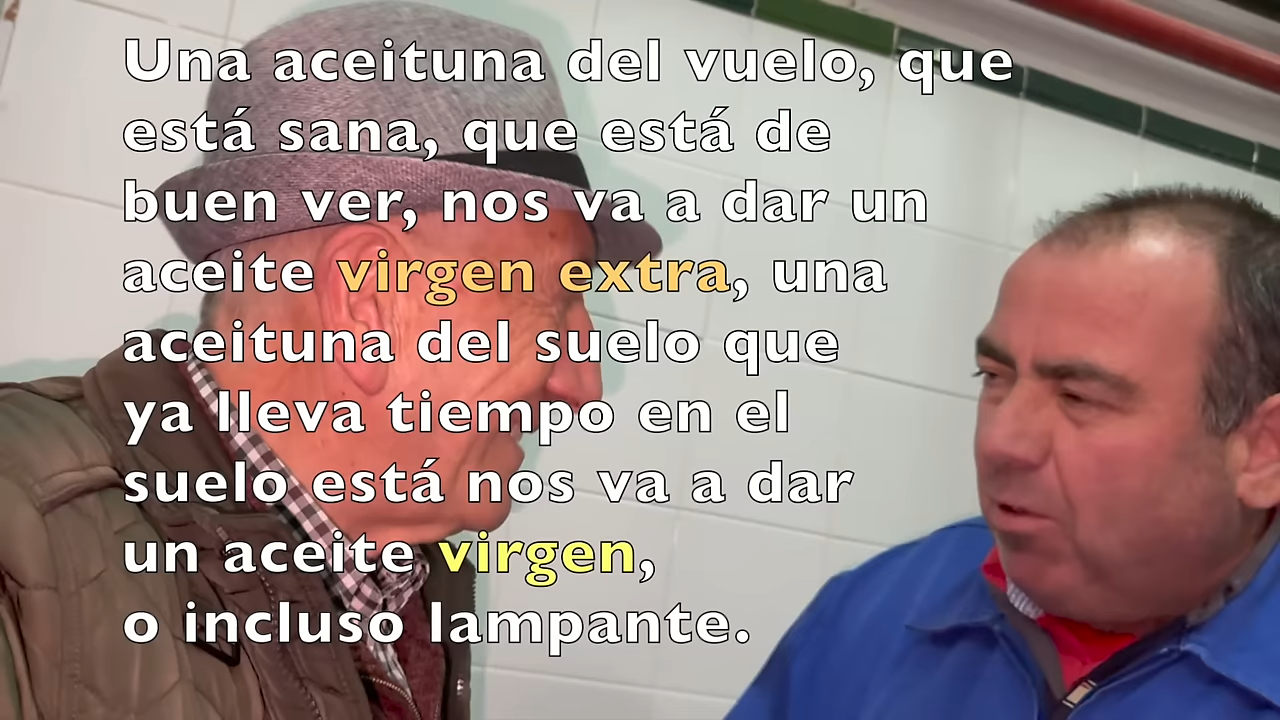 Una aceituna del vuelo, que
está sana, que está de
buen ver, nos va a dar un
aceite virgen extra, una
aceituna del suelo que
ya lleva tiempo en el
suelo está nos va a dar
un aceite virgen,
o incluso lampante.